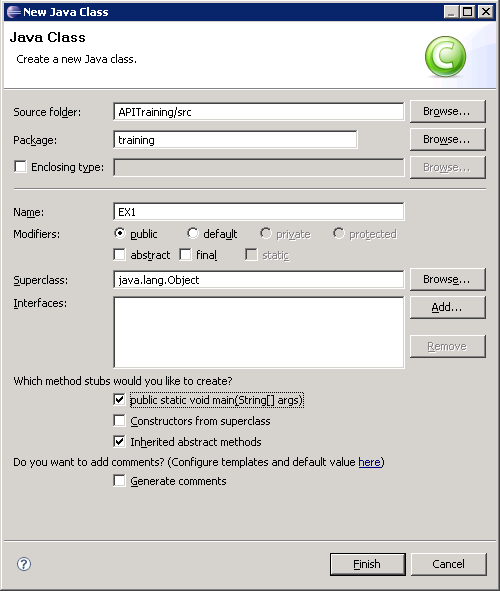 New Java Class
Java Class
Create a new Java class.
C
Source folder: APITraining/src Browse...
Package: training Browse...
Enclosing type: Browse...
Name: EX1
Modifiers: public default private protected
abstract final static
Superclass: java.lang.Object Browse...
Interfaces: Add...
Remove
Which method stubs would you like to create?
public static void main(String[] args)
Constructors from superclass
Inherited abstract methods
Do you want to add comments? (Configure templates and default value here)
Generate comments
? Finish Cancel